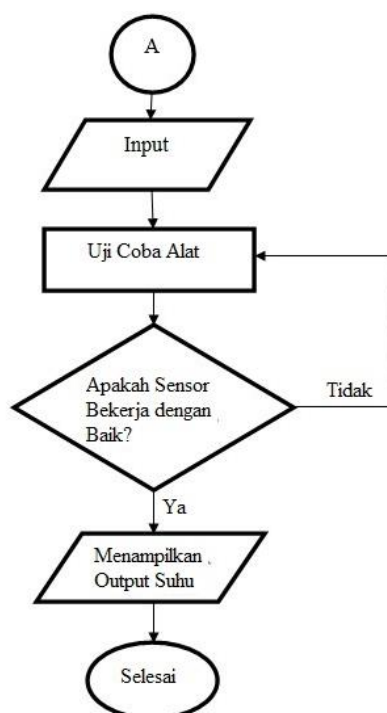 A
Input
Uji Coba Alat
Apakah Sensor
Bekerja dengan
Baik?
Tidak
Ya
Menampilkan
Output Suhu
Selesai